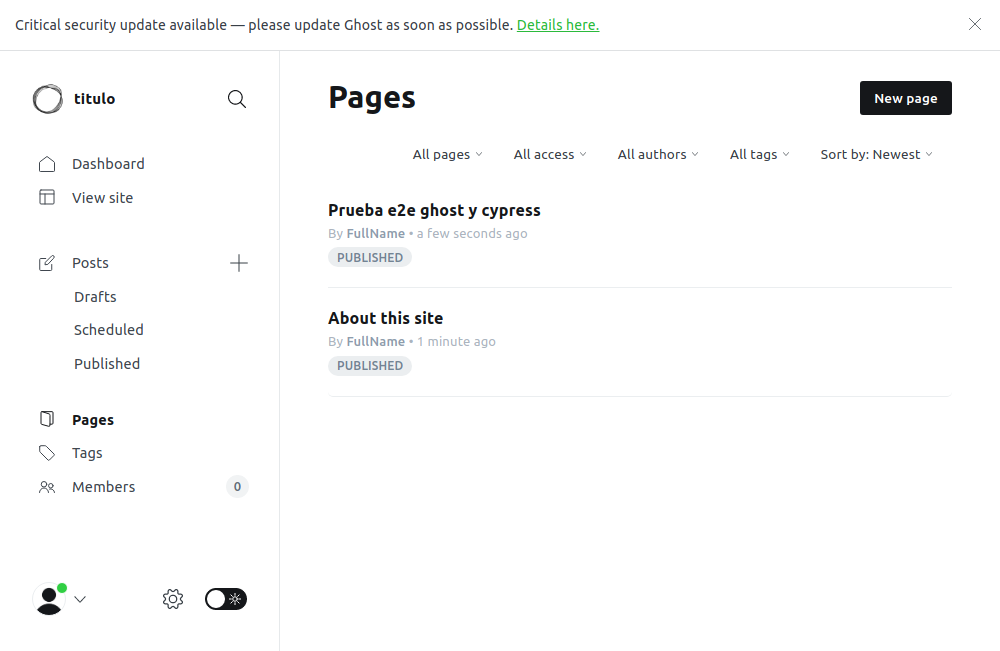 Critical security update available — please update Ghost as soon as possible. Details here.
titulo
Dashboard
View site
Posts
Drafts
Scheduled
Published
Pages
Tags
Members 0
Pages
New page
All pages All access All authors All tags Sort by: Newest
Prueba e2e ghost y cypress
By FullName • a few seconds ago
PUBLISHED
About this site
By FullName • 1 minute ago
PUBLISHED